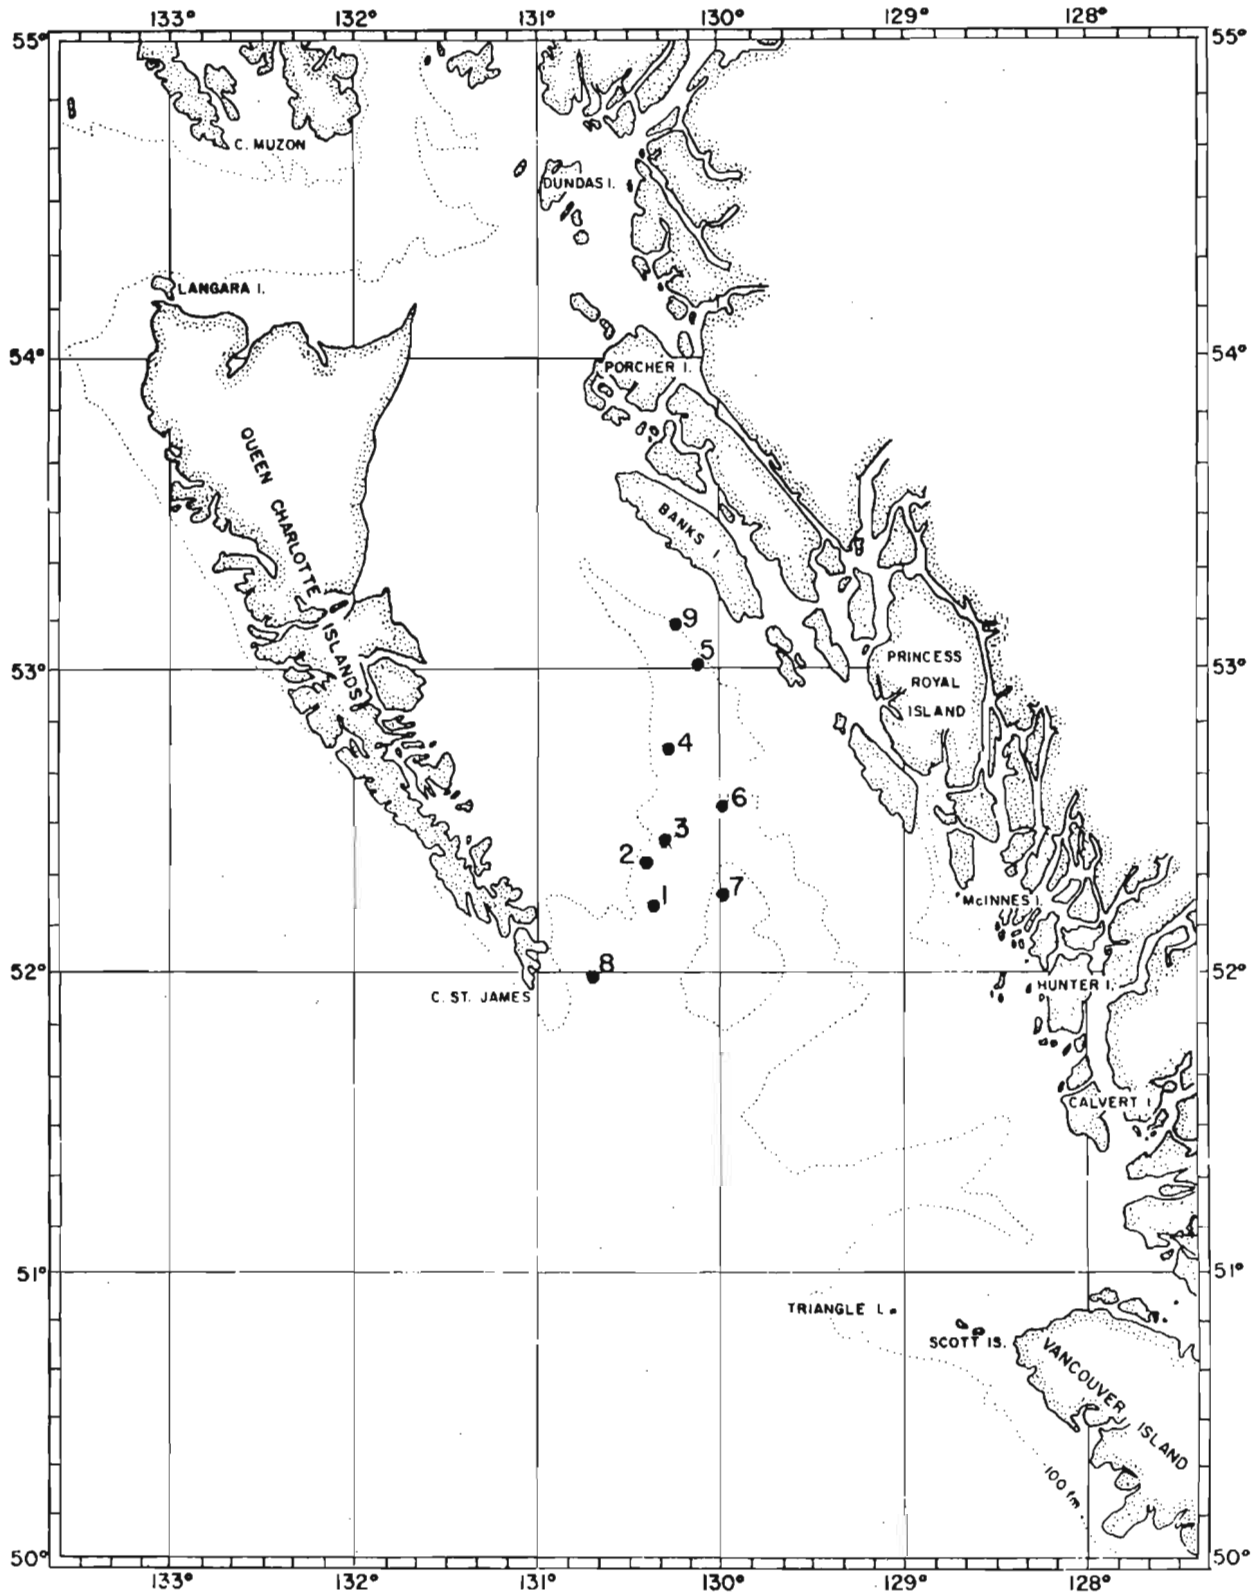 133° 132° 131° 130° 129° 128°
55° 55°
C. MUZON
DUNDAS I.
LANGARA I.
54° 54°
PORCHER I.
QUEEN CHARLOTTE ISLANDS
BANKS I.
9
5
53° 53°
PRINCESS
ROYAL
ISLAND
4
6
3
2
7
1
McINNES I.
8
52° 52°
C. ST. JAMES
HUNTER I.
CALVERT I
51° 51°
TRIANGLE I.
SCOTT IS.
VANCOUVER ISLAND
100 fm.
50° 50°
133° 132° 131° 130° 129° 128°